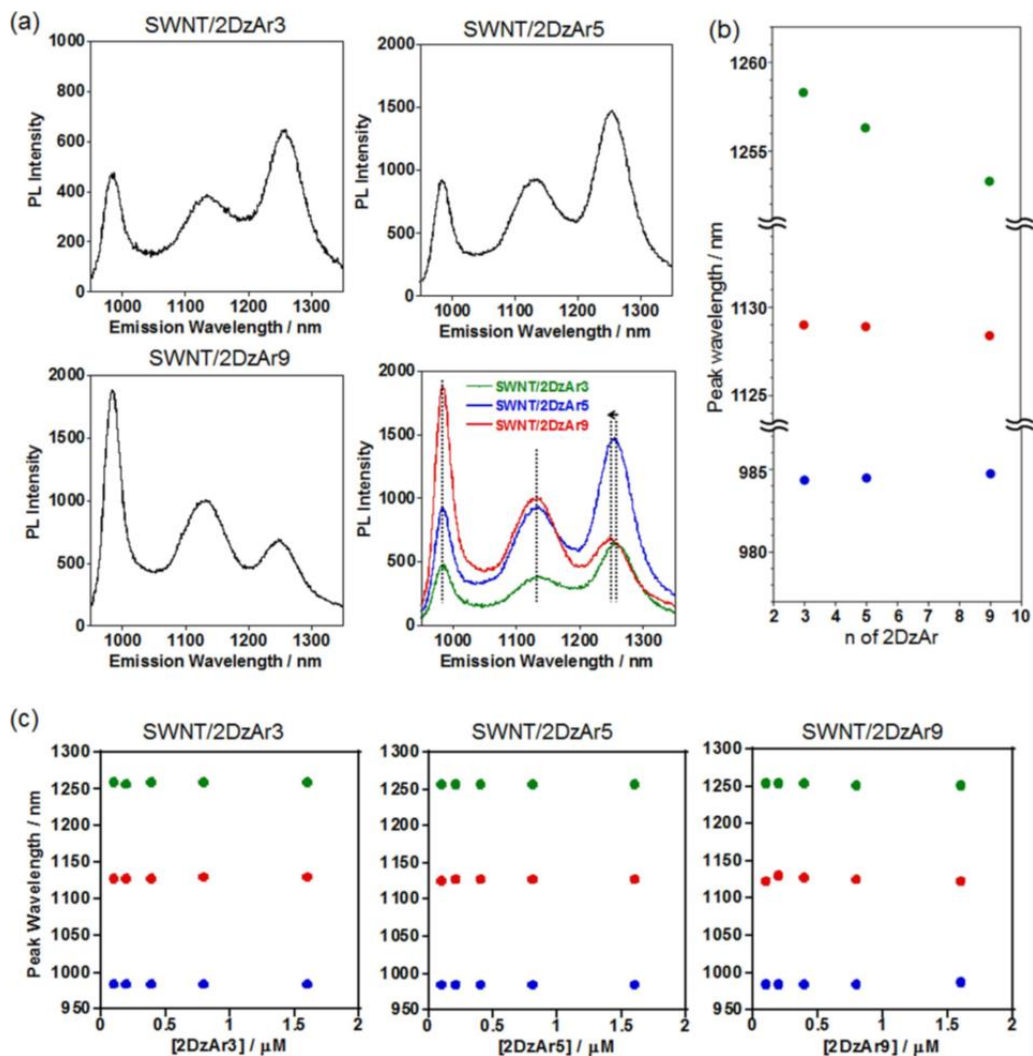 (a)
SWNT/2DzAr3
1000
800
600
400
200
0
PL Intensity
1000 1100 1200 1300
Emission Wavelength / nm
SWNT/2DzAr5
2000
1500
1000
500
0
PL Intensity
1000 1100 1200 1300
Emission Wavelength / nm
SWNT/2DzAr9
2000
1500
1000
500
0
PL Intensity
1000 1100 1200 1300
Emission Wavelength / nm
2000
1500
1000
500
0
PL Intensity
SWNT/2DzAr3
SWNT/2DzAr5
SWNT/2DzAr9
1000 1100 1200 1300
Emission Wavelength / nm
(b)
1260
1255
1130
1125
985
980
Peak wavelength / nm
2 3 4 5 6 7 8 9 10
n of 2DzAr
(c)
SWNT/2DzAr3
1300
1250
1200
1150
1100
1050
1000
950
Peak Wavelength / nm
0 0.5 1 1.5 2
[2DzAr3] / μM
SWNT/2DzAr5
1300
1250
1200
1150
1100
1050
1000
950
0 0.5 1 1.5 2
[2DzAr5] / μM
SWNT/2DzAr9
1300
1250
1200
1150
1100
1050
1000
950
0 0.5 1 1.5 2
[2DzAr9] / μM